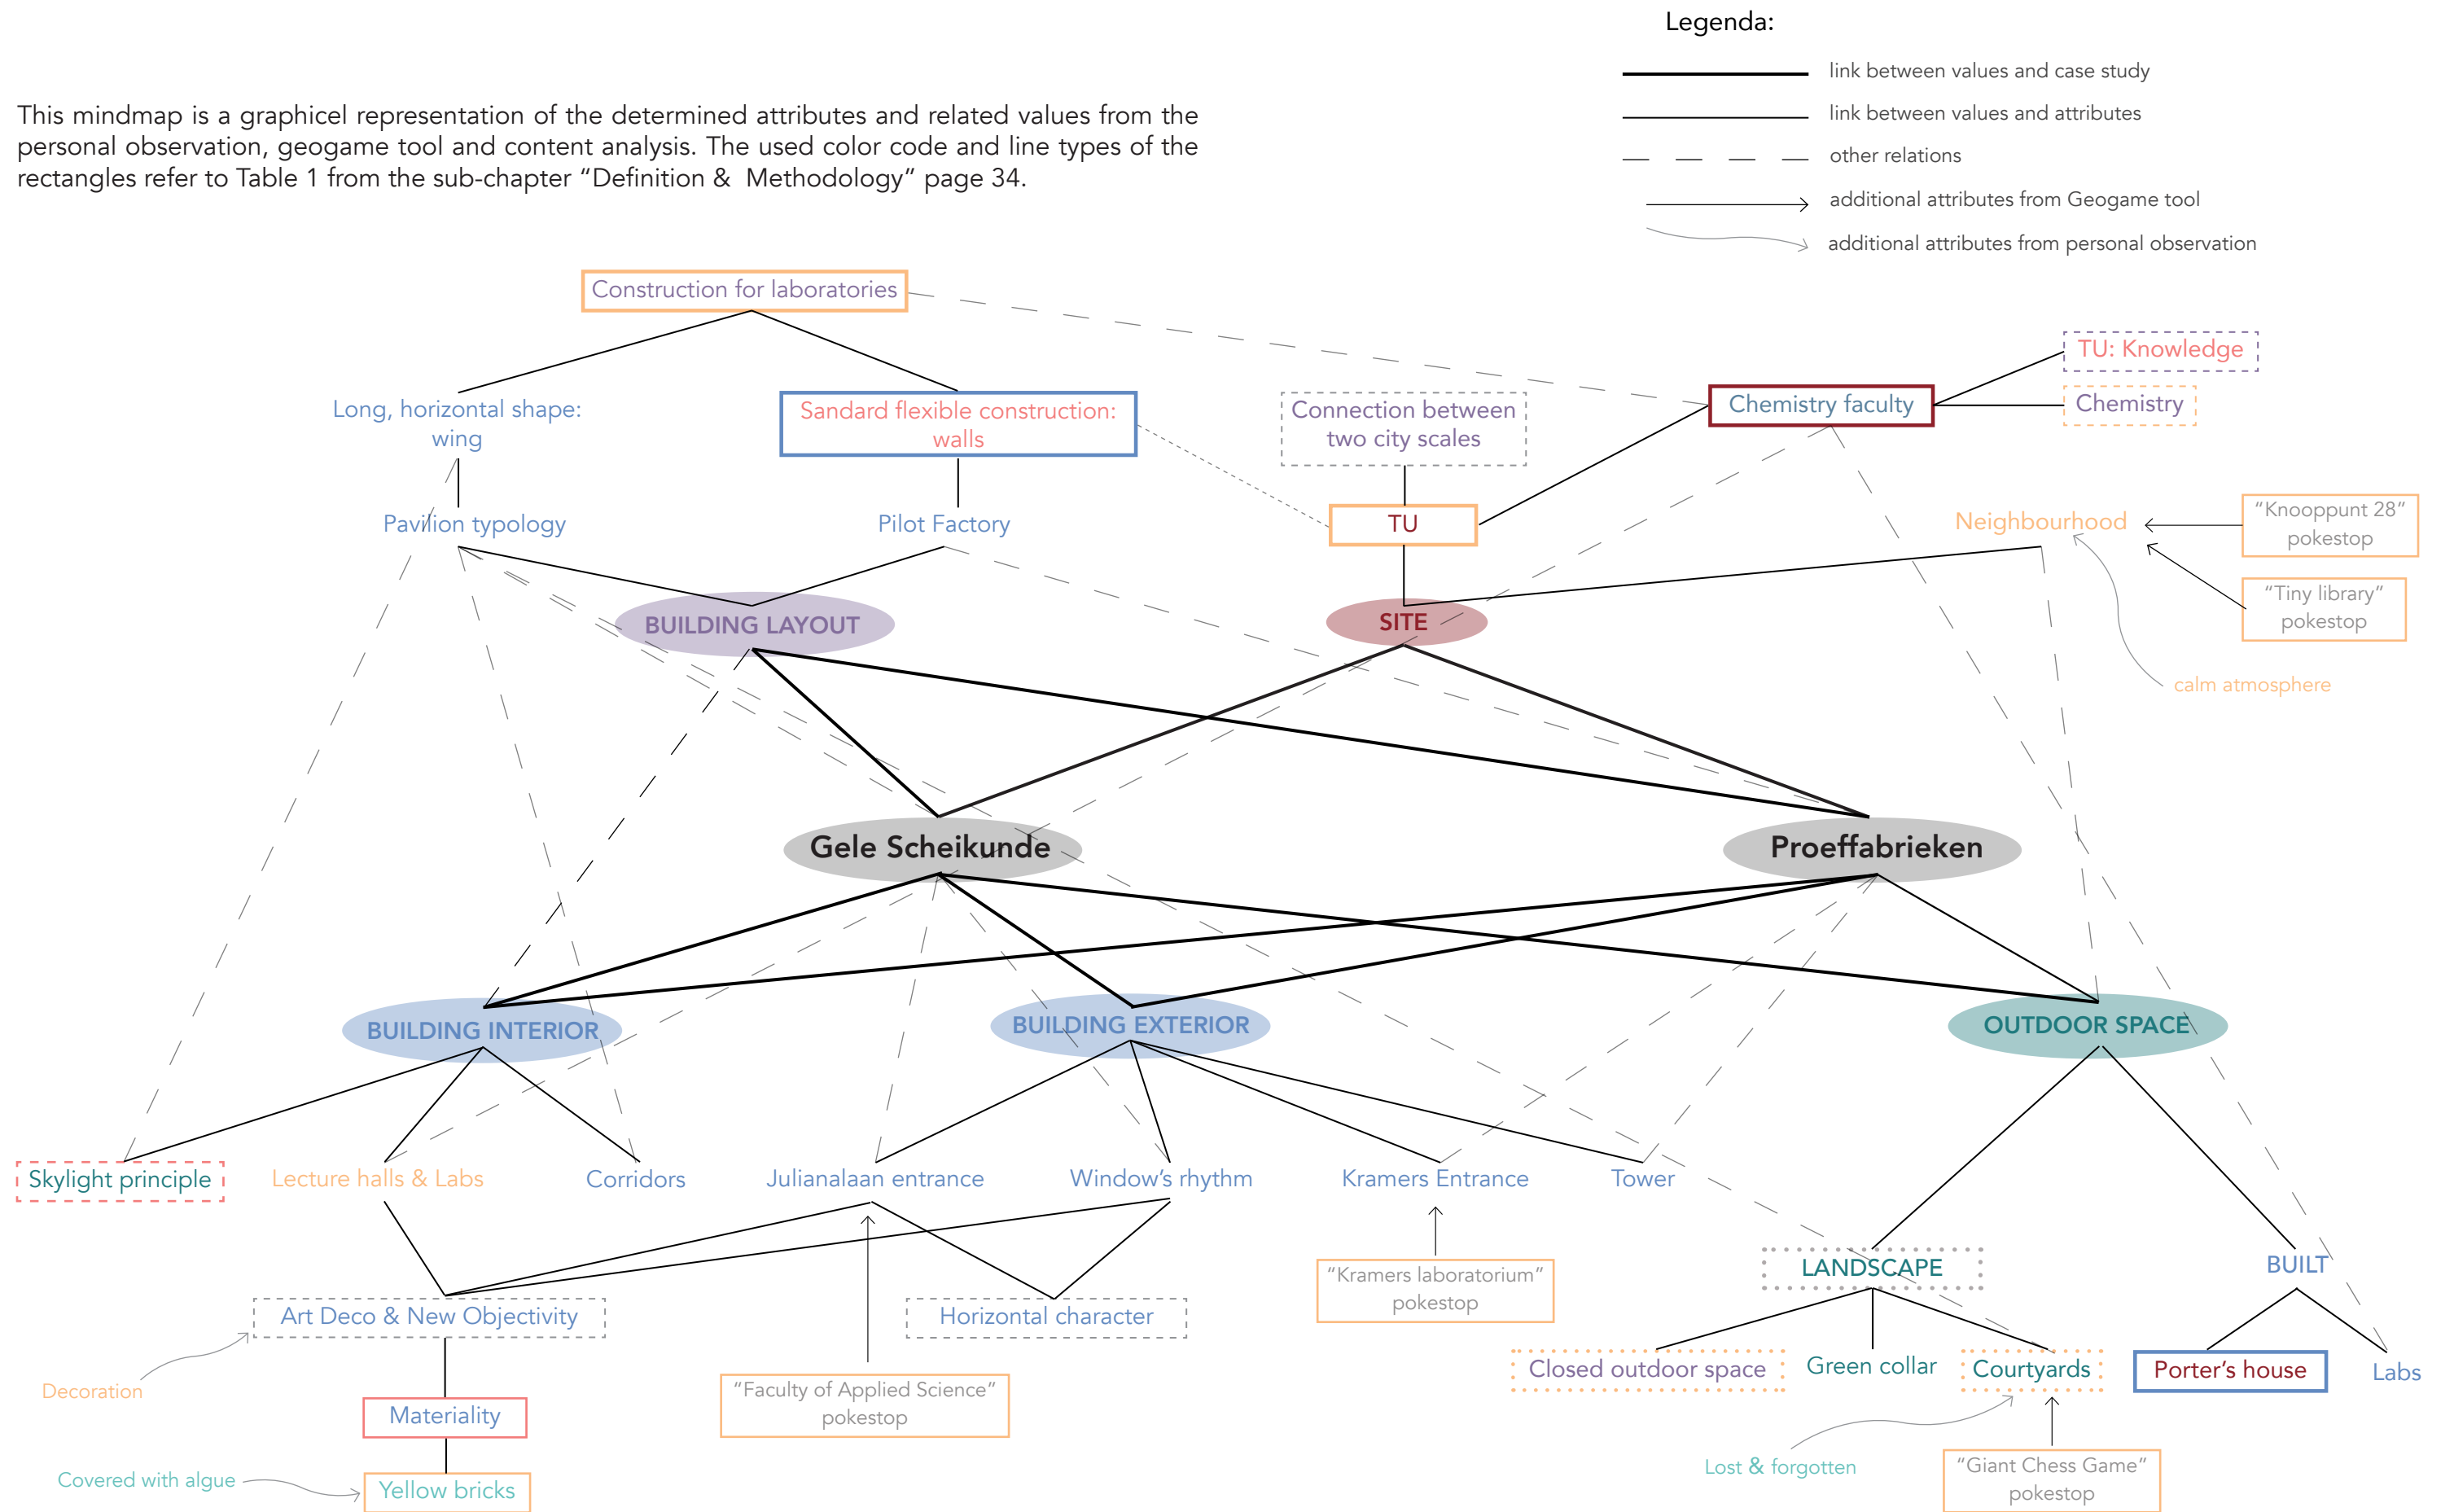 Legenda:
link between values and case study
link between values and attributes
other relations
additional attributes from Geogame tool
additional attributes from personal observation
This mindmap is a graphicel representation of the determined attributes and related values from the
personal observation, geogame tool and content analysis. The used color code and line types of the
rectangles refer to Table 1 from the sub-chapter “Definition & Methodology” page 34.
Construction for laboratories
TU: Knowledge
Chemistry faculty
Chemistry
Long, horizontal shape:
wing
Sandard flexible construction:
walls
Connection between
two city scales
Pavilion typology
Pilot Factory
TU
Neighbourhood
“Knooppunt 28”
pokestop
“Tiny library”
pokestop
BUILDING LAYOUT
SITE
calm atmosphere
Gele Scheikunde
Proeffabrieken
BUILDING INTERIOR
BUILDING EXTERIOR
OUTDOOR SPACE
Skylight principle
Lecture halls & Labs
Corridors
Julianalaan entrance
Window’s rhythm
Kramers Entrance
Tower
“Kramers laboratorium”
pokestop
LANDSCAPE
BUILT
Art Deco & New Objectivity
Horizontal character
Closed outdoor space
Green collar
Courtyards
Porter’s house
Labs
Decoration
“Faculty of Applied Science”
pokestop
Materiality
Lost & forgotten
“Giant Chess Game”
pokestop
Covered with algue
Yellow bricks